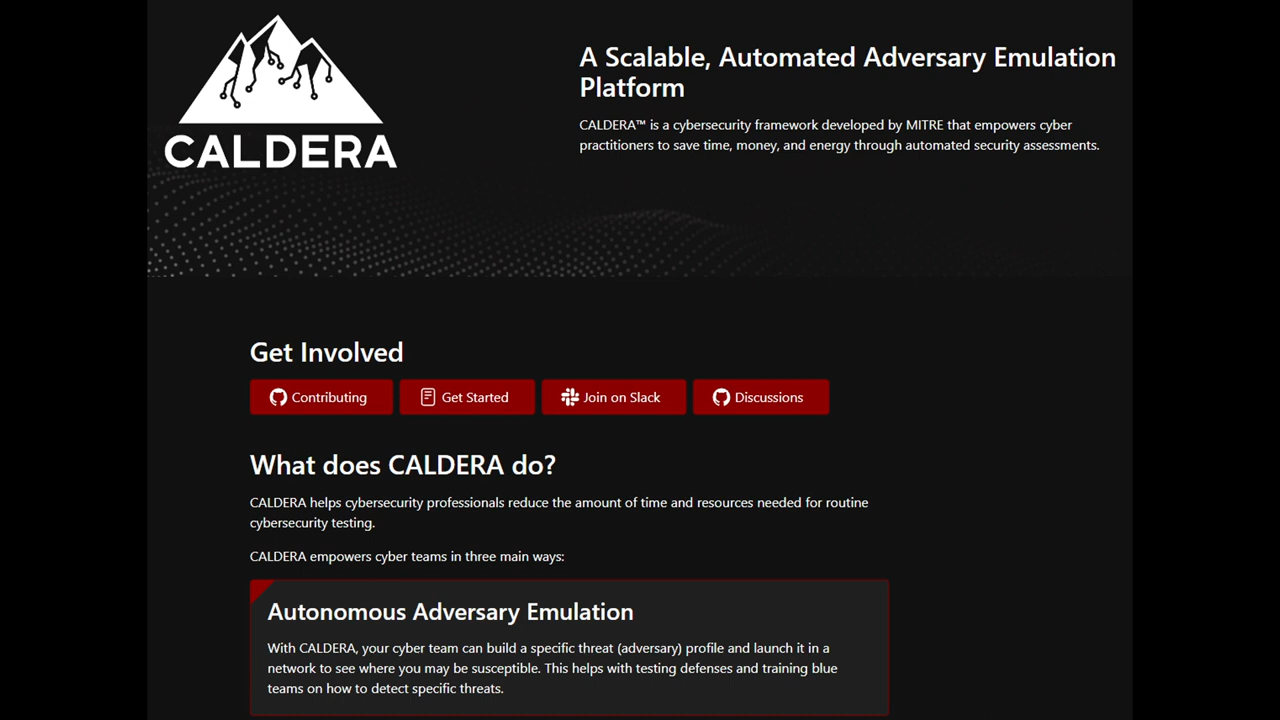 CALDERA
A Scalable, Automated Adversary Emulation
Platform
CALDERA™ is a cybersecurity framework developed by MITRE that empowers cyber
practitioners to save time, money, and energy through automated security assessments.
Get Involved
Contributing
Get Started
Join on Slack
Discussions
What does CALDERA do?
CALDERA helps cybersecurity professionals reduce the amount of time and resources needed for routine
cybersecurity testing.
CALDERA empowers cyber teams in three main ways:
Autonomous Adversary Emulation
With CALDERA, your cyber team can build a specific threat (adversary) profile and launch it in a
network to see where you may be susceptible. This helps with testing defenses and training blue
teams on how to detect specific threats.